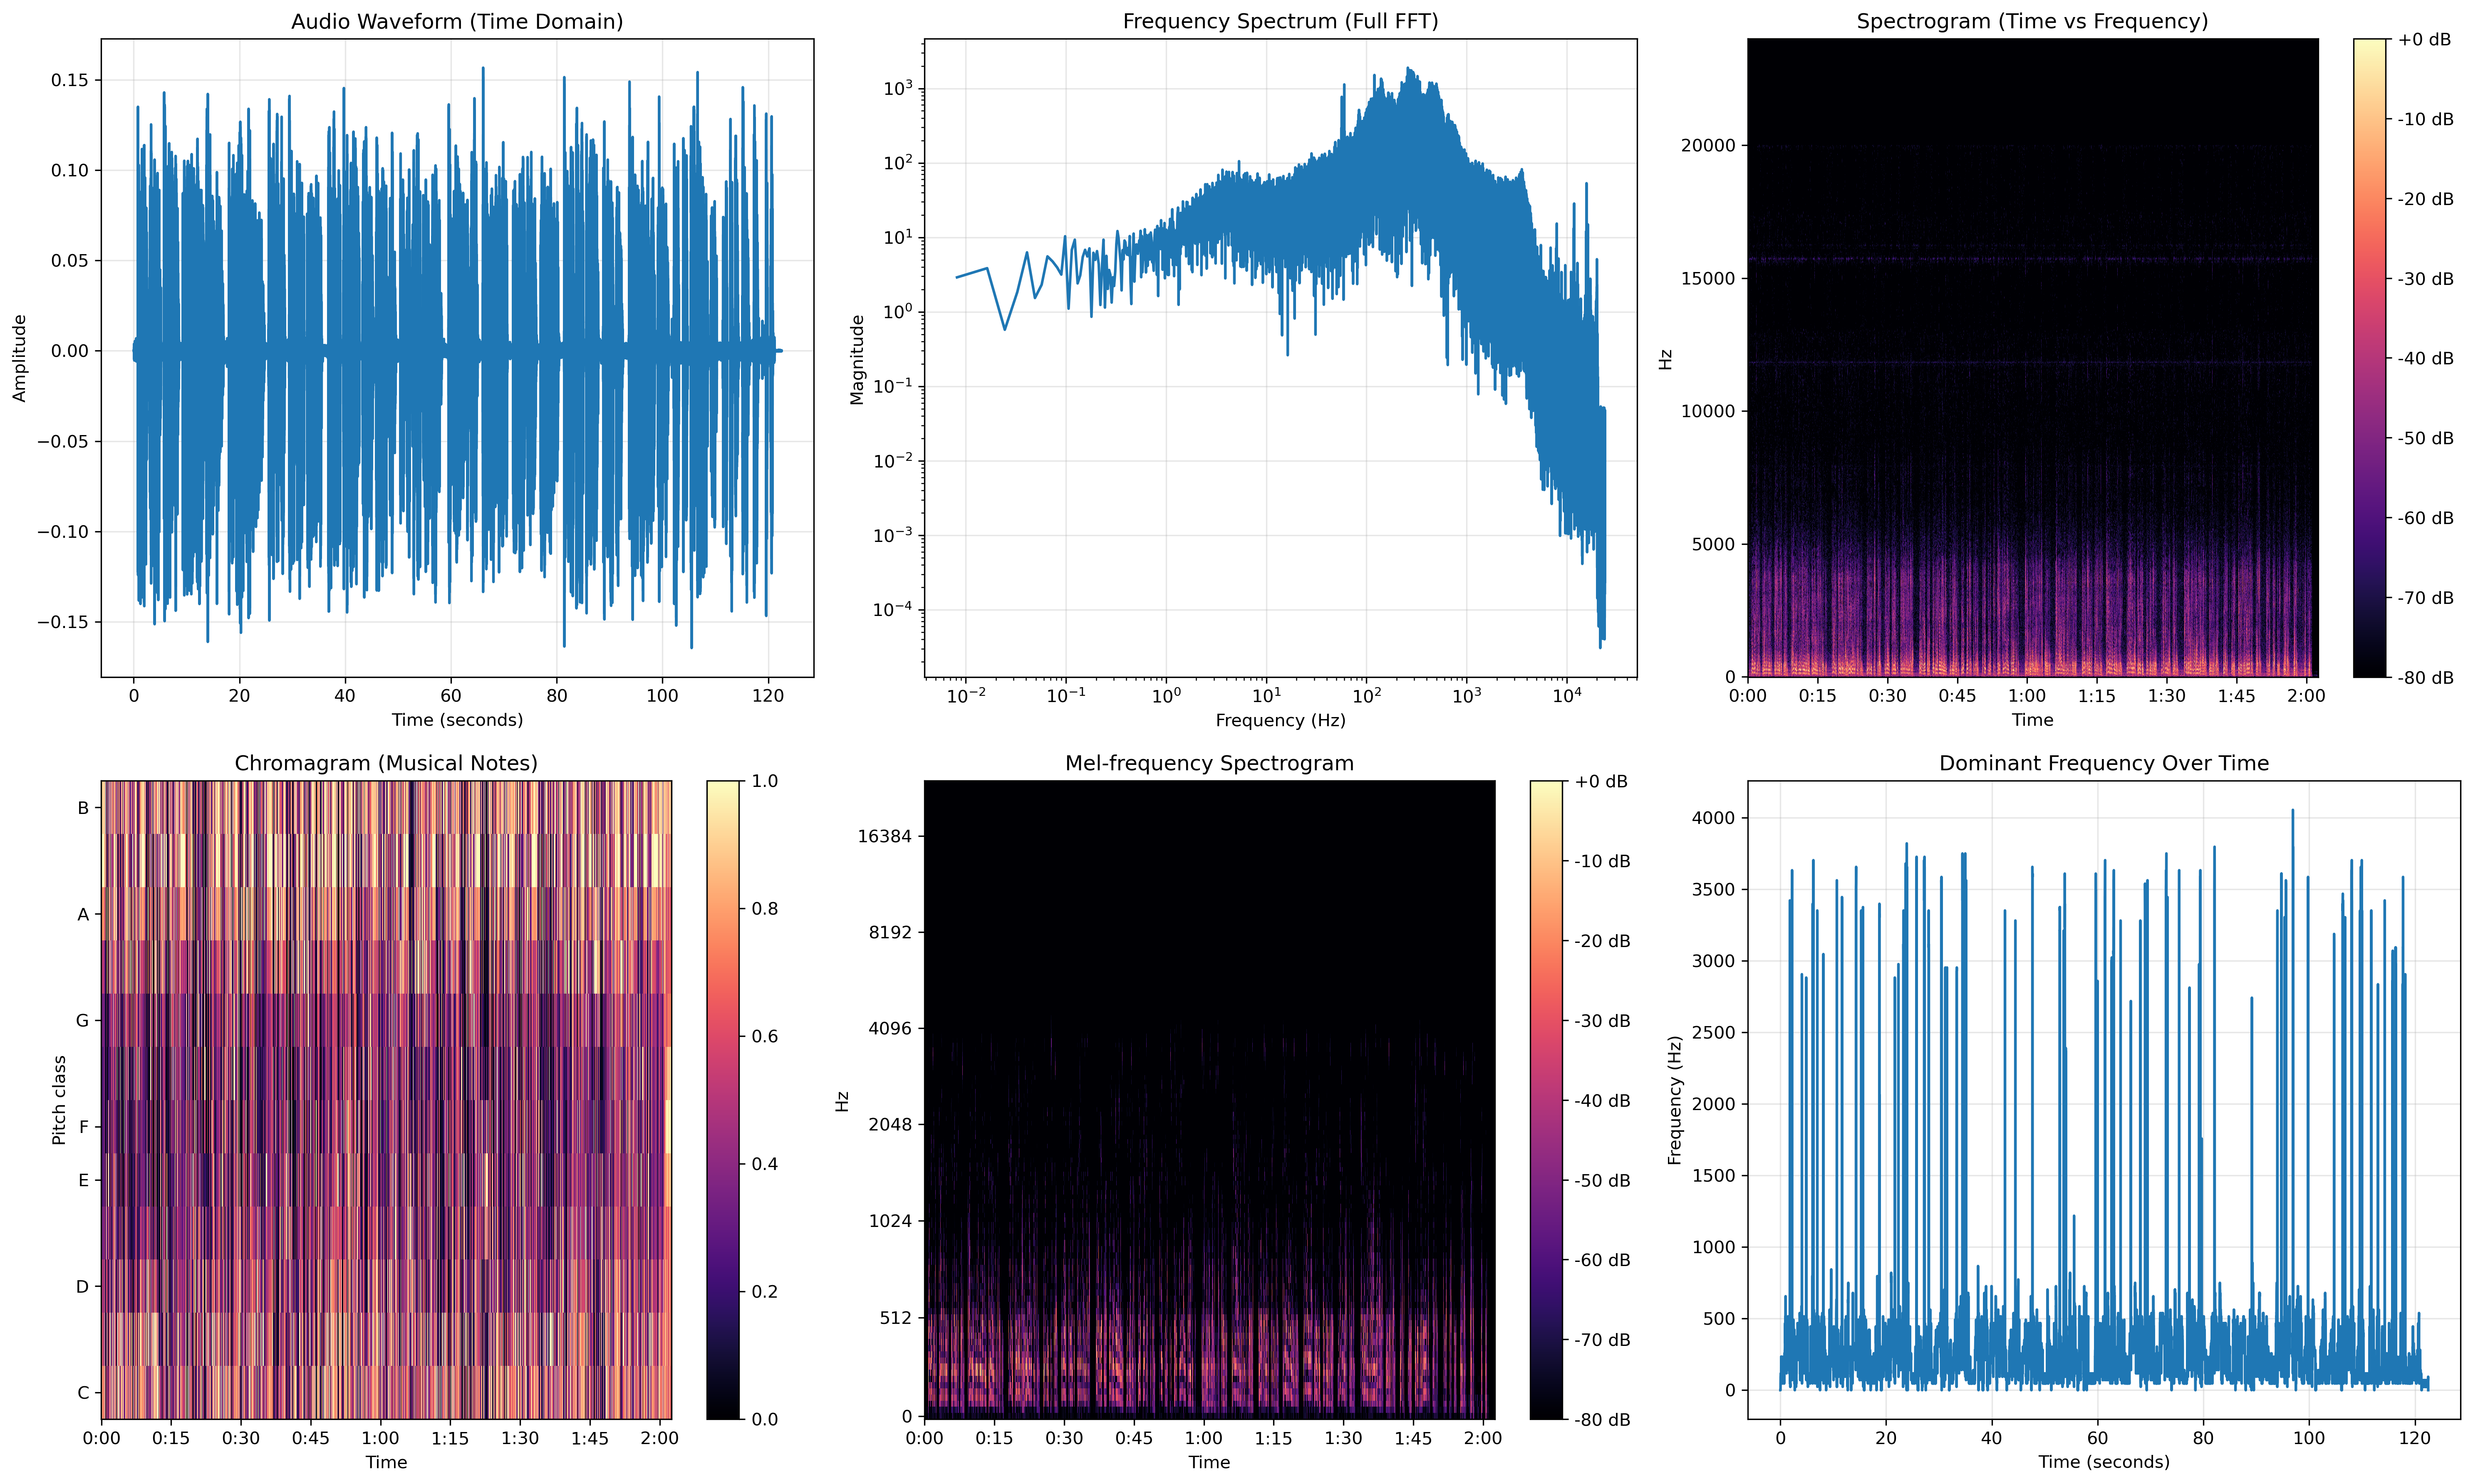 Audio Waveform (Time Domain)
0.15
0.10
0.05
0.00
−0.05
−0.10
−0.15
Amplitude
0 20 40 60 80 100 120
Time (seconds)
Frequency Spectrum (Full FFT)
10³
10²
10¹
10⁰
10⁻¹
10⁻²
10⁻³
10⁻⁴
Magnitude
10⁻² 10⁻¹ 10⁰ 10¹ 10² 10³ 10⁴
Frequency (Hz)
Spectrogram (Time vs Frequency)
20000
15000
10000
5000
0
Hz
0:00 0:15 0:30 0:45 1:00 1:15 1:30 1:45 2:00
Time
+0 dB
-10 dB
-20 dB
-30 dB
-40 dB
-50 dB
-60 dB
-70 dB
-80 dB
Chromagram (Musical Notes)
B
A
G
F
E
D
C
Pitch class
0:00 0:15 0:30 0:45 1:00 1:15 1:30 1:45 2:00
Time
1.0
0.8
0.6
0.4
0.2
0.0
Mel-frequency Spectrogram
16384
8192
4096
2048
1024
512
0
Hz
0:00 0:15 0:30 0:45 1:00 1:15 1:30 1:45 2:00
Time
+0 dB
-10 dB
-20 dB
-30 dB
-40 dB
-50 dB
-60 dB
-70 dB
-80 dB
Dominant Frequency Over Time
4000
3500
3000
2500
2000
1500
1000
500
0
Frequency (Hz)
0 20 40 60 80 100 120
Time (seconds)